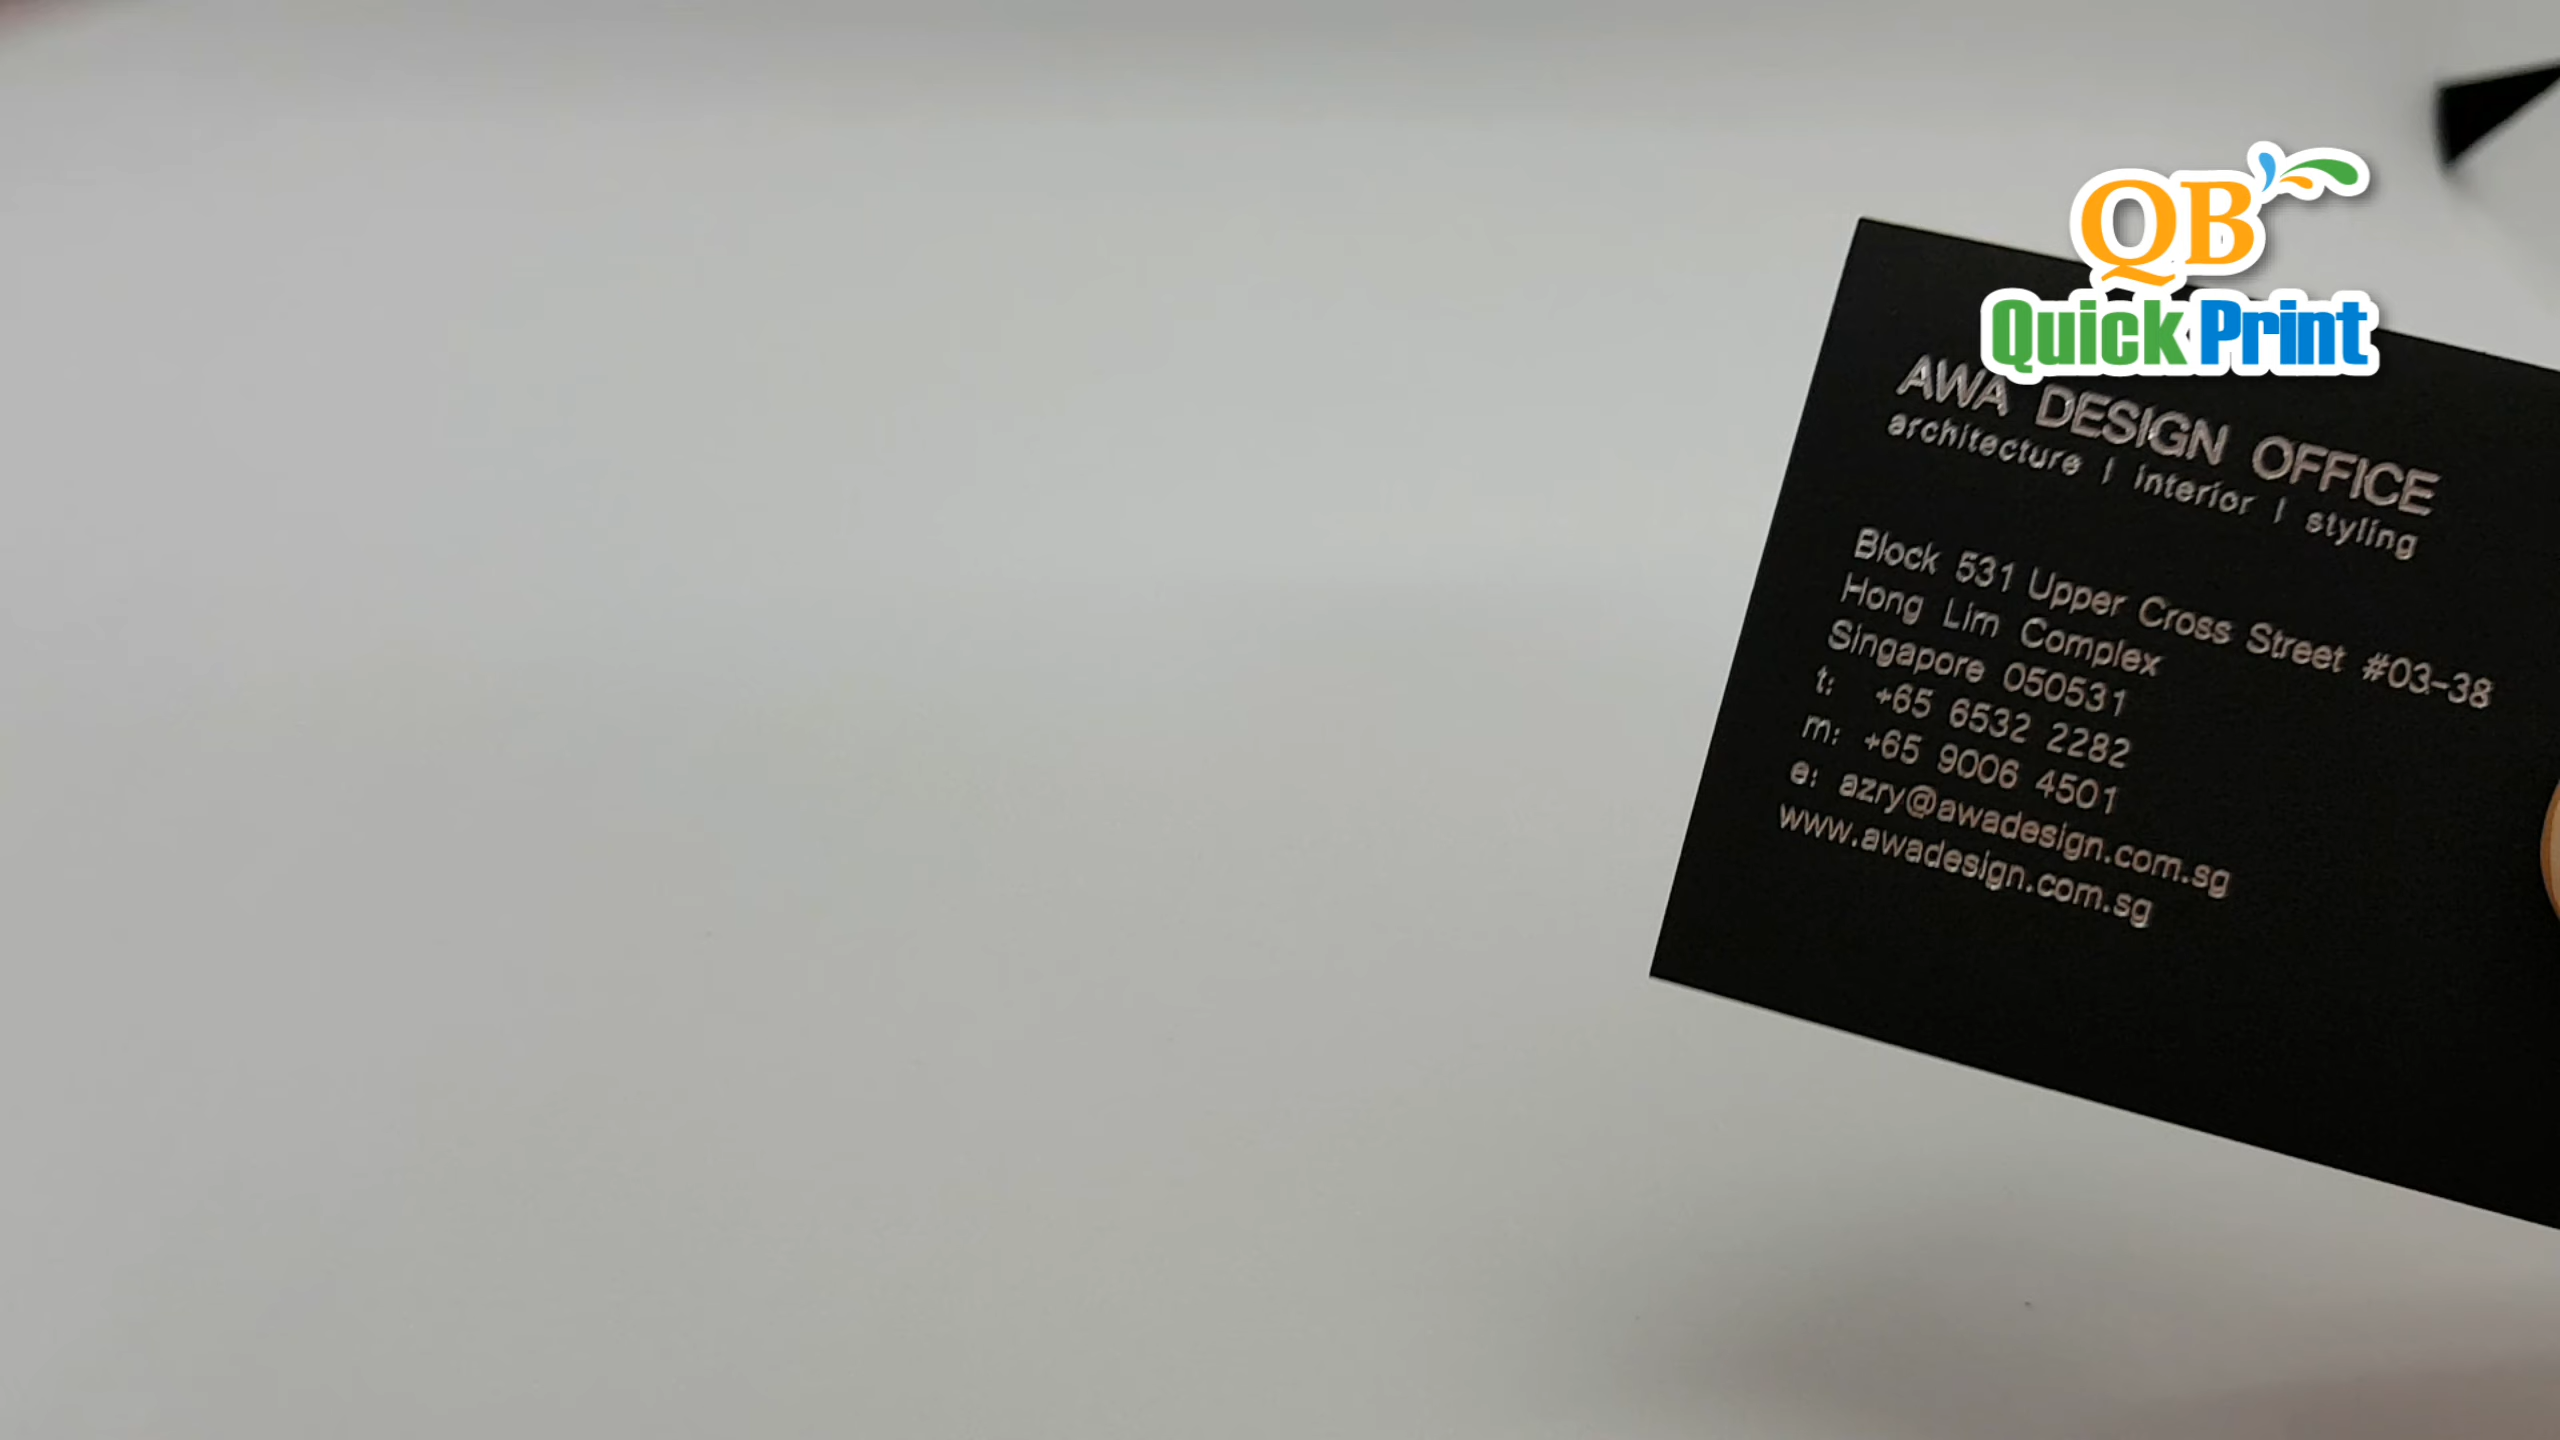 QB
Quick Print
AWA DESIGN OFFICE
architecture | interior | styling
Block 531 Upper Cross Street #03-38
Hong Lim Complex
Singapore 050531
t: +65 6532 2282
m: +65 9006 4501
e: azry@awadesign.com.sg
www.awadesign.com.sg